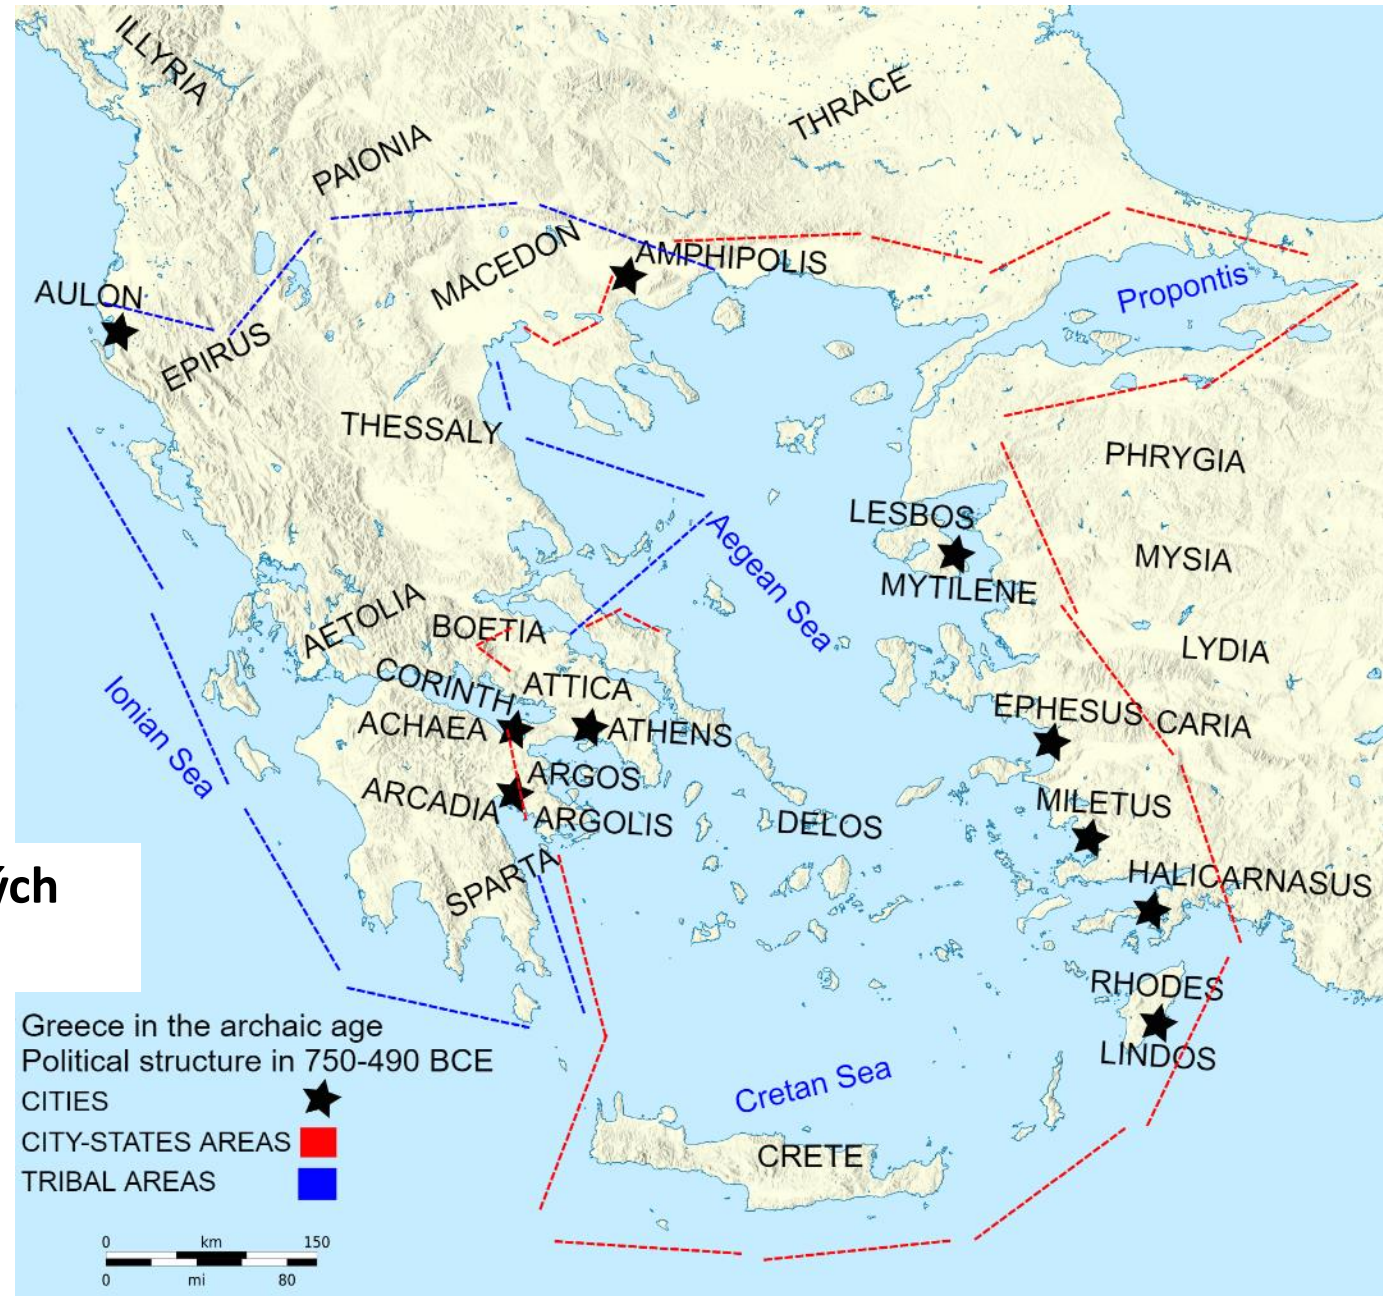 ILLYRIA
PAIONIA
THRACE
MACEDON
AMPHIPOLIS
Propontis
AULON
EPIRUS
THESSALY
PHRYGIA
LESBOS
Aegean Sea
MYSIA
MYTILENE
AETOLIA
BOETIA
LYDIA
CORINTH
ATTICA
Ionian Sea
ACHAEA
ATHENS
EPHESUS
CARIA
ARGOS
ARCADIA
ARGOLIS
DELOS
MILETUS
SPARTA
HALICARNASUS
ých
RHODES
LINDOS
Cretan Sea
CRETE
Greece in the archaic age
Political structure in 750-490 BCE
CITIES
CITY-STATES AREAS
TRIBAL AREAS
0 km 150
0 mi 80